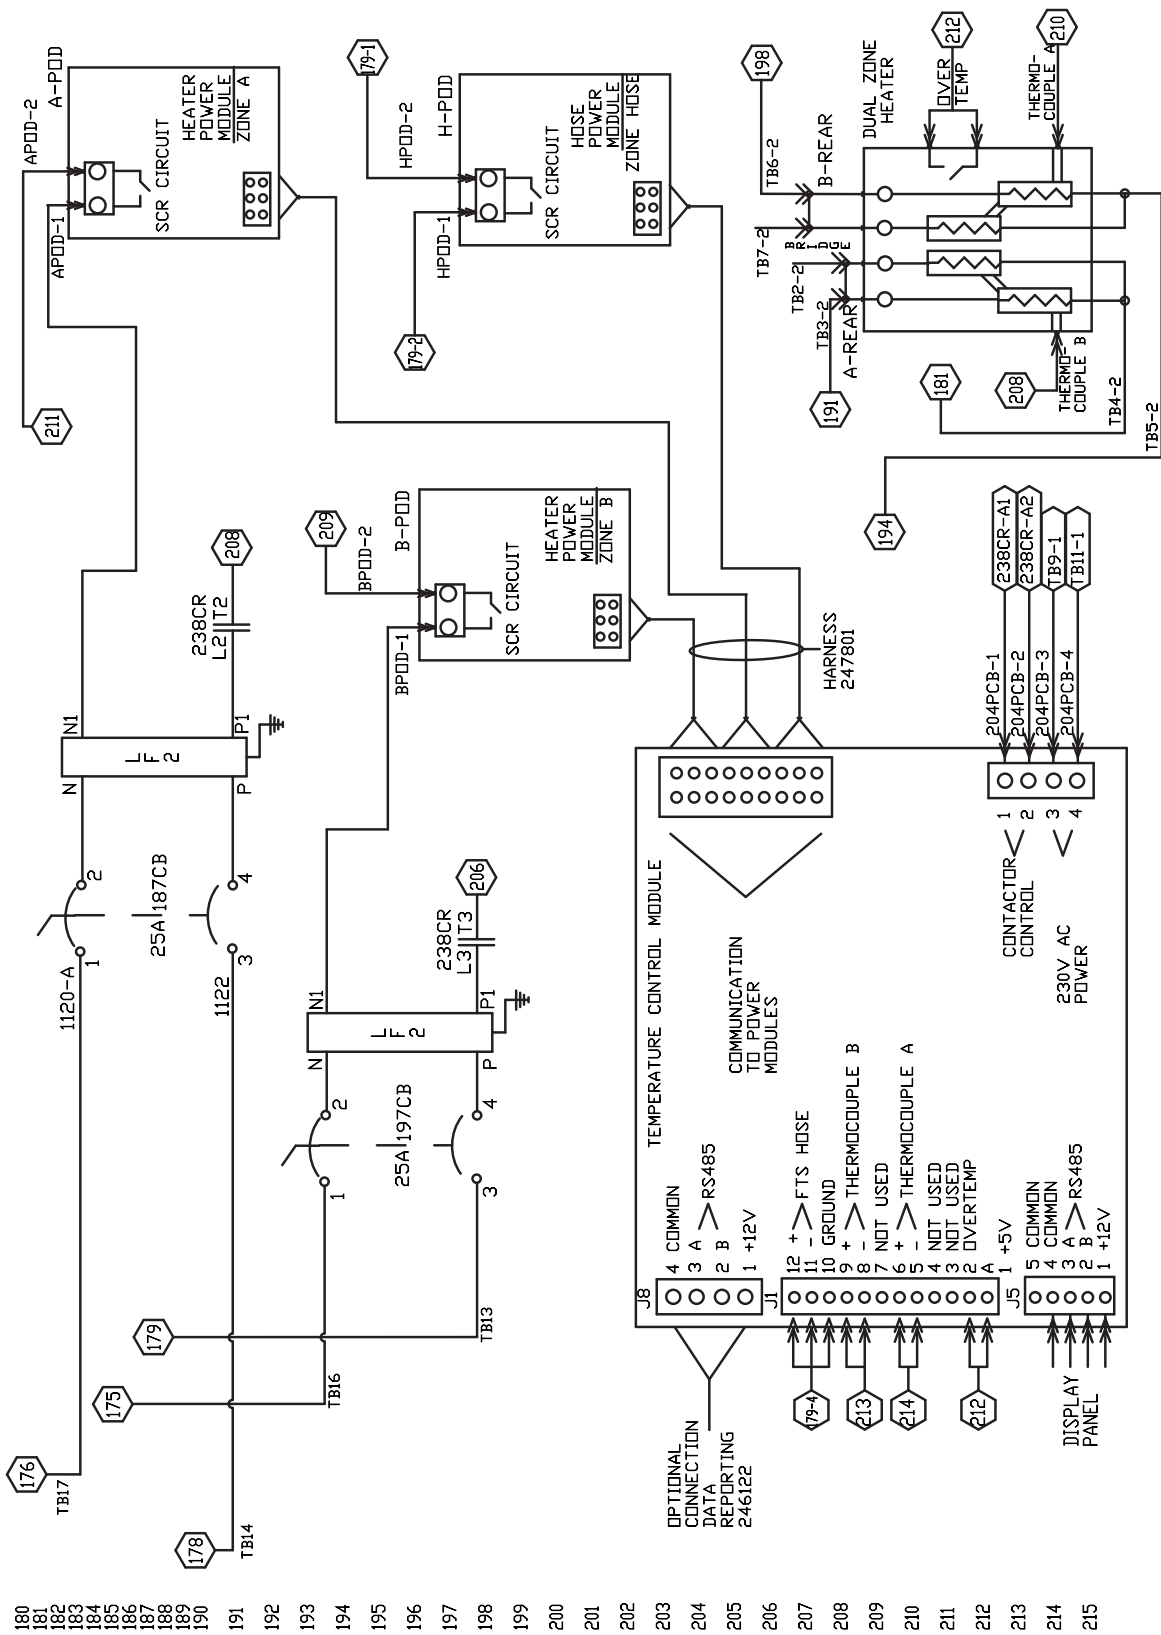 180
181
182
183
184
185
186
187
188
189
190
191
192
193
194
195
196
197
198
199
200
201
202
203
204
205
206
207
208
209
210
211
212
213
214
215
176
TB17
178
TB14
175
TB16
179
TB13
1120-A
1
2
25A 187CB
1122
3
4
N
N1
LF2
P
P1
238CR
L2 T2
208
1
2
25A 197CB
3
4
N
N1
LF2
P
P1
238CR
L3 T3
206
211
APOD-2
APOD-1
A-POD
SCR CIRCUIT
HEATER
POWER
MODULE
ZONE A
209
BPOD-2
BPOD-1
B-POD
SCR CIRCUIT
HEATER
POWER
MODULE
ZONE B
179-1
HPOD-2
179-2
HPOD-1
H-POD
SCR CIRCUIT
HOSE
POWER
MODULE
ZONE HOSE
HARNESS
247801
198
TB6-2
B-REAR
TB7-2
BRIDGE
TB2-2
TB3-2
A-REAR
191
DUAL ZONE
HEATER
OVER
TEMP
212
THERMO-
COUPLE A
210
181
208
THERMO-
COUPLE B
TB4-2
TB5-2
194
TEMPERATURE CONTROL MODULE
COMMUNICATION
TO POWER
MODULES
238CR-A1
238CR-A2
TB9-1
TB11-1
204PCB-1
204PCB-2
204PCB-3
204PCB-4
1
2
3
4
CONTACTOR
CONTROL
230V AC
POWER
J8
4 COMMON
3 A
2 B
RS485
1 +12V
OPTIONAL
CONNECTION
DATA
REPORTING
246122
J1
12 +
11 -
FTS HOSE
10 GROUND
9 +
8 -
THERMOCOUPLE B
7 NOT USED
6 +
5 -
THERMOCOUPLE A
4 NOT USED
3 NOT USED
2 OVERTEMP
A
1 +5V
179-4
213
214
212
J5
5 COMMON
4 COMMON
3 A
2 B
RS485
1 +12V
DISPLAY
PANEL